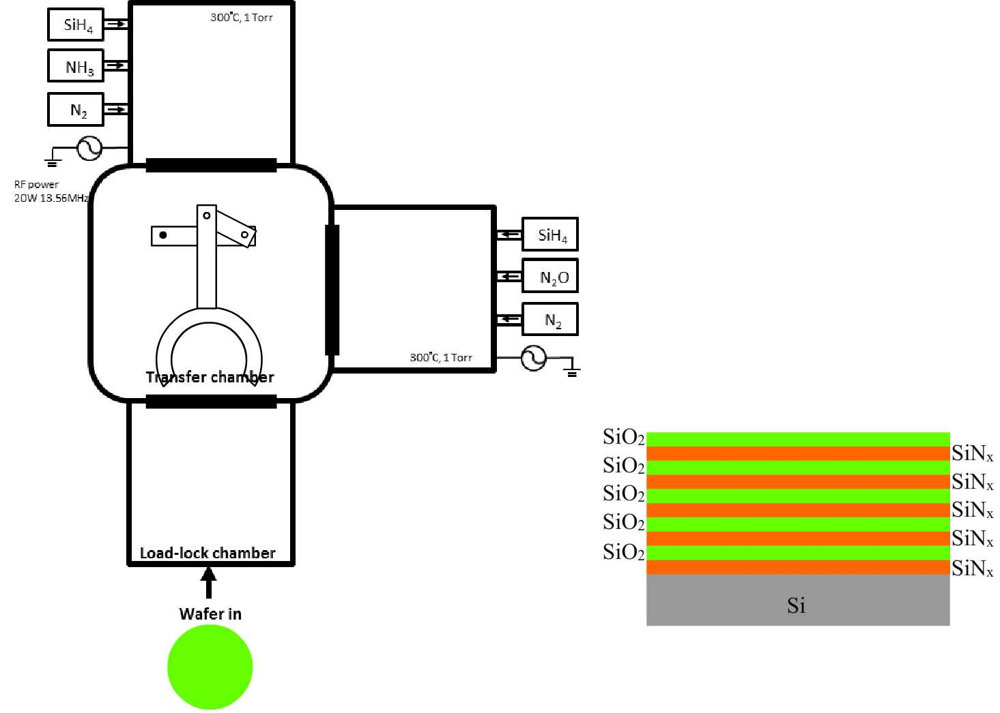 SiH₄
300°C, 1 Torr
NH₃
N₂
RF power
20W 13.56MHz
SiH₄
N₂O
N₂
300°C, 1 Torr
Transfer chamber
Load-lock chamber
Wafer in
SiO₂
SiNₓ
SiO₂
SiNₓ
SiO₂
SiNₓ
SiO₂
SiNₓ
SiO₂
SiNₓ
Si